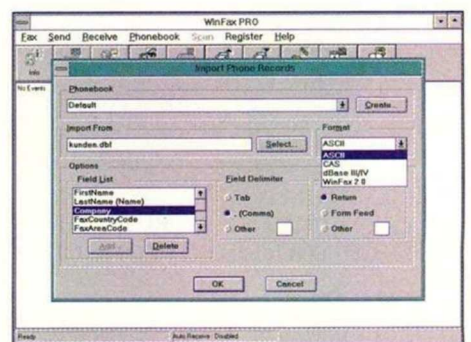 WinFax PRO
Fax Send Receive Phonebook Scan Register Help
Info
No Events
Import Phone Records
Phonebook
Default
Create...
Import From
kunden.dbf
Select...
Format
ASCII
ASCII
CAS
dBase III/IV
WinFax 2.0
Options
Field List
FirstName
LastName (Name)
Company
FaxCountryCode
FaxAreaCode
Add...
Delete
Field Delimiter
Tab
, (Comma)
Other
Return
Form Feed
Other
OK
Cancel
Ready
Auto Receive: Disabled